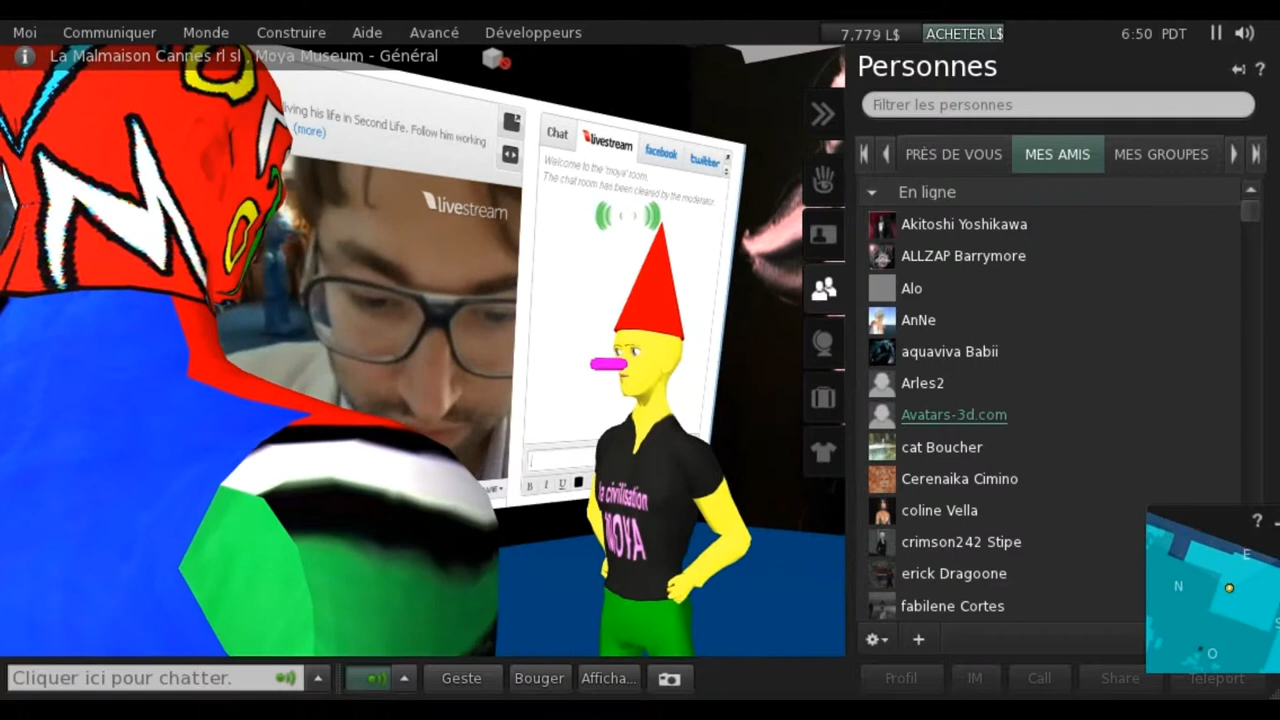 Moi Communiquer Monde Construire Aide Avancé Développeurs 7,779 L$ ACHETER L$ 6:50 PDT
La Malmaison Cannes rl sl , Moya Museum - Général
living his life in Second Life. Follow him working
(more)
livestream
Chat livestream facebook twitter
Welcome to the 'moya' room.
The chat room has been cleared by the moderator.
B I U
la civilisation
MOYA
Personnes
Filtrer les personnes
PRÈS DE VOUS MES AMIS MES GROUPES
En ligne
Akitoshi Yoshikawa
ALLZAP Barrymore
Alo
AnNe
aquaviva Babii
Arles2
Avatars-3d.com
cat Boucher
Cerenaika Cimino
coline Vella
crimson242 Stipe
erick Dragoone
fabilene Cortes
N E O
Cliquer ici pour chatter. Geste Bouger Afficha... Profil IM Call Share Teleport